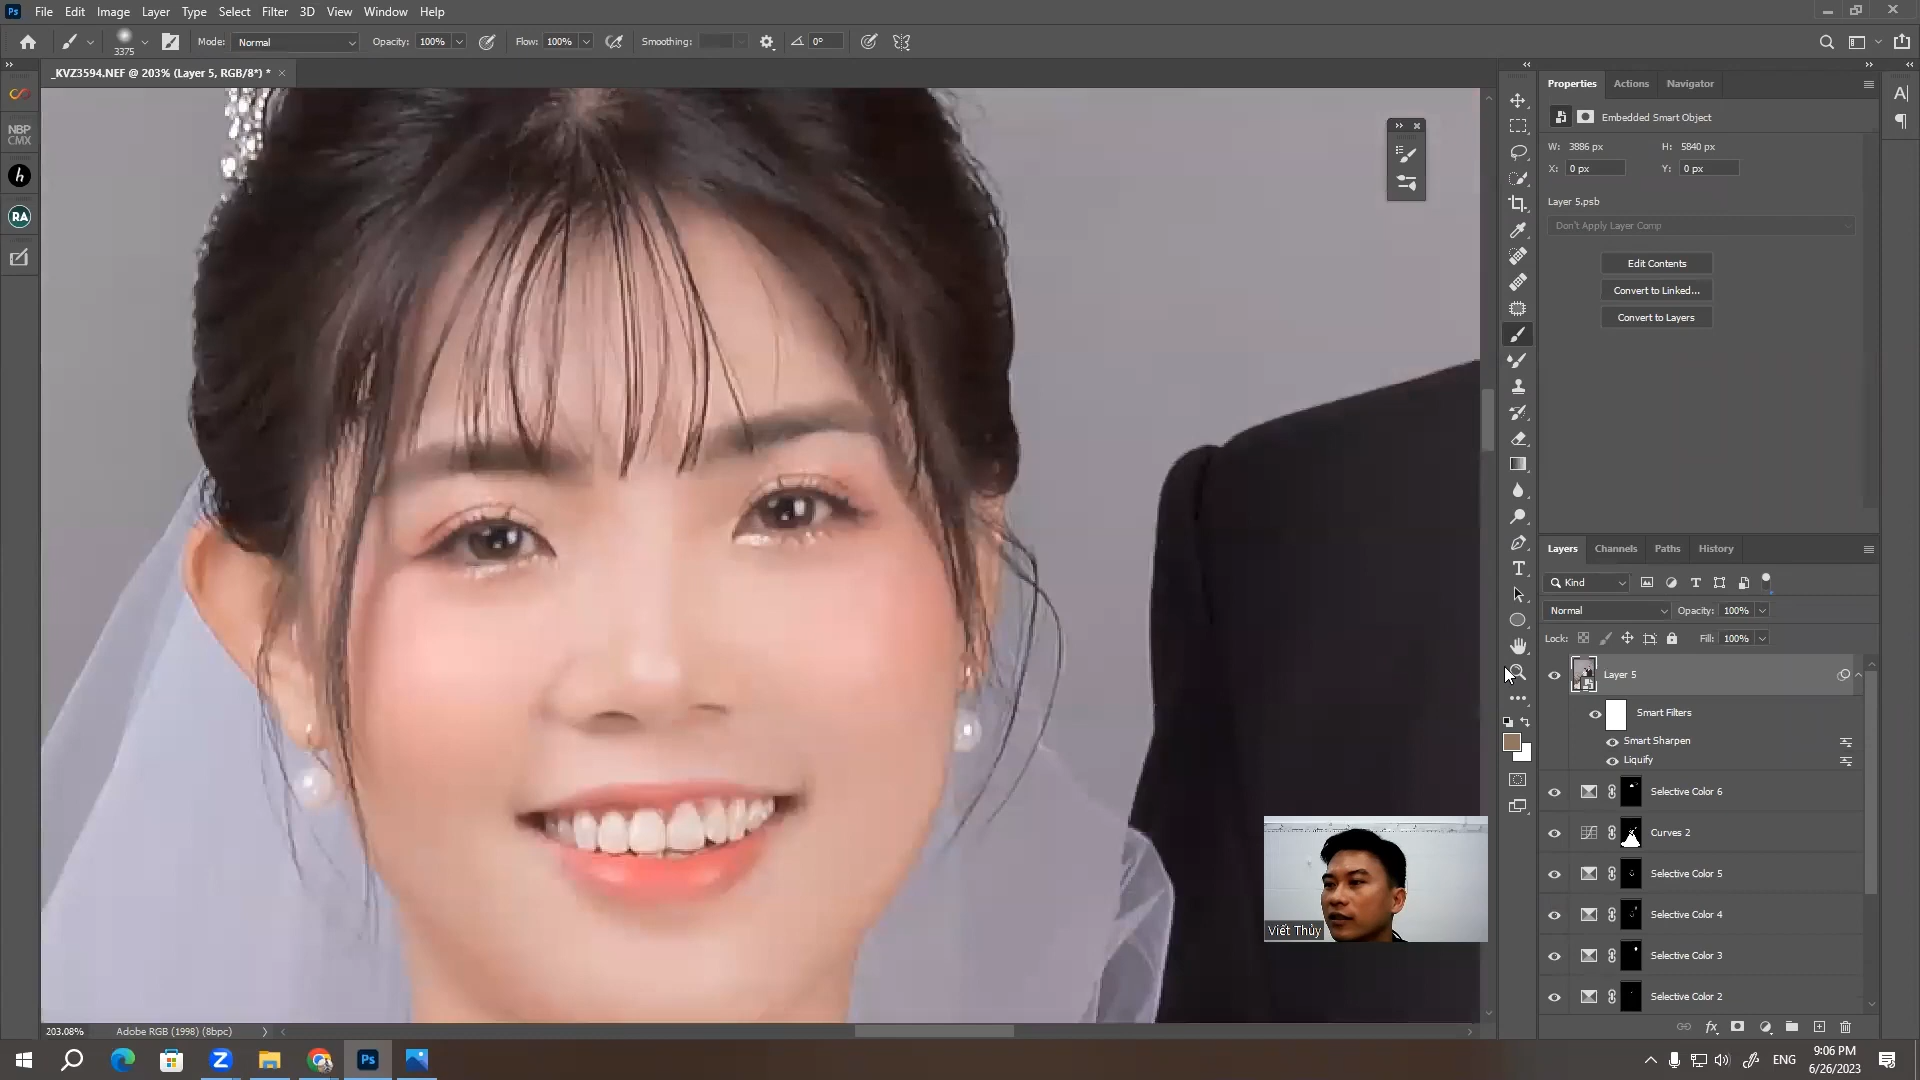 Ps File Edit Image Layer Type Select Filter 3D View Window Help
3375 Mode: Normal Opacity: 100% Flow: 100% Smoothing: 0°
_KVZ3594.NEF @ 203% (Layer 5, RGB/8*) * ×
NBP
CMX
h
RA
Properties Actions Navigator
Embedded Smart Object
W: 3886 px H: 5840 px
X: 0 px Y: 0 px
Layer 5.psb
Don't Apply Layer Comp
Edit Contents
Convert to Linked...
Convert to Layers
Layers Channels Paths History
Kind
Normal Opacity: 100%
Lock: Fill: 100%
Layer 5
Smart Filters
Smart Sharpen
Liquify
Selective Color 6
Curves 2
Selective Color 5
Selective Color 4
Selective Color 3
Selective Color 2
Viết Thủy
203.08% Adobe RGB (1998) (8bpc)
Z Ps ENG 9:06 PM
6/26/2023